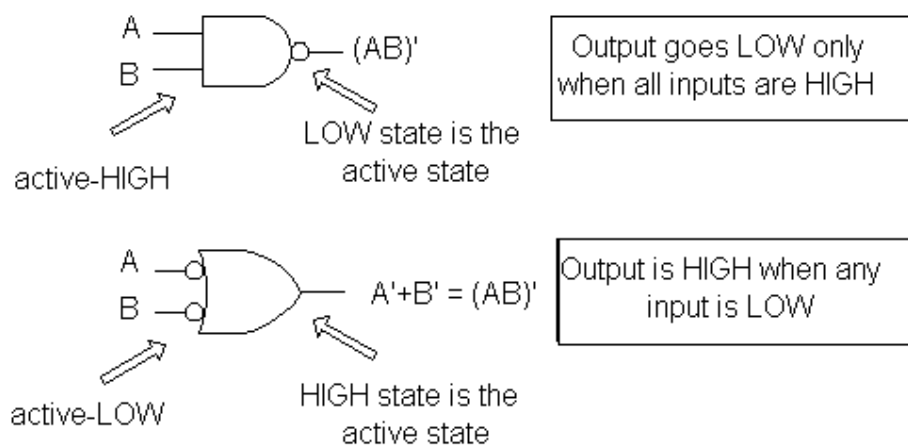 A
B
(AB)'
active-HIGH
LOW state is the
active state
Output goes LOW only
when all inputs are HIGH
A
B
A'+B' = (AB)'
active-LOW
HIGH state is the
active state
Output is HIGH when any
input is LOW